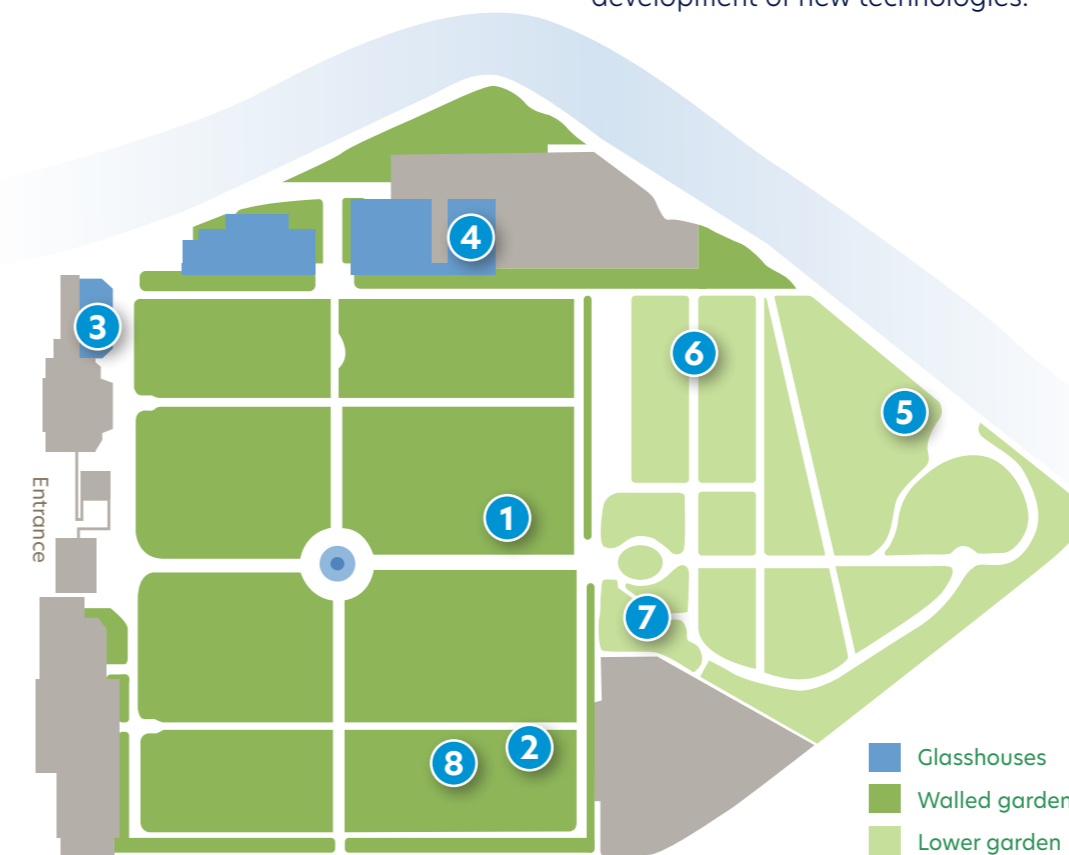 development of new technologies.
4
3
6
5
Entrance
1
7
2
8
Glasshouses
Walled garden
Lower garden